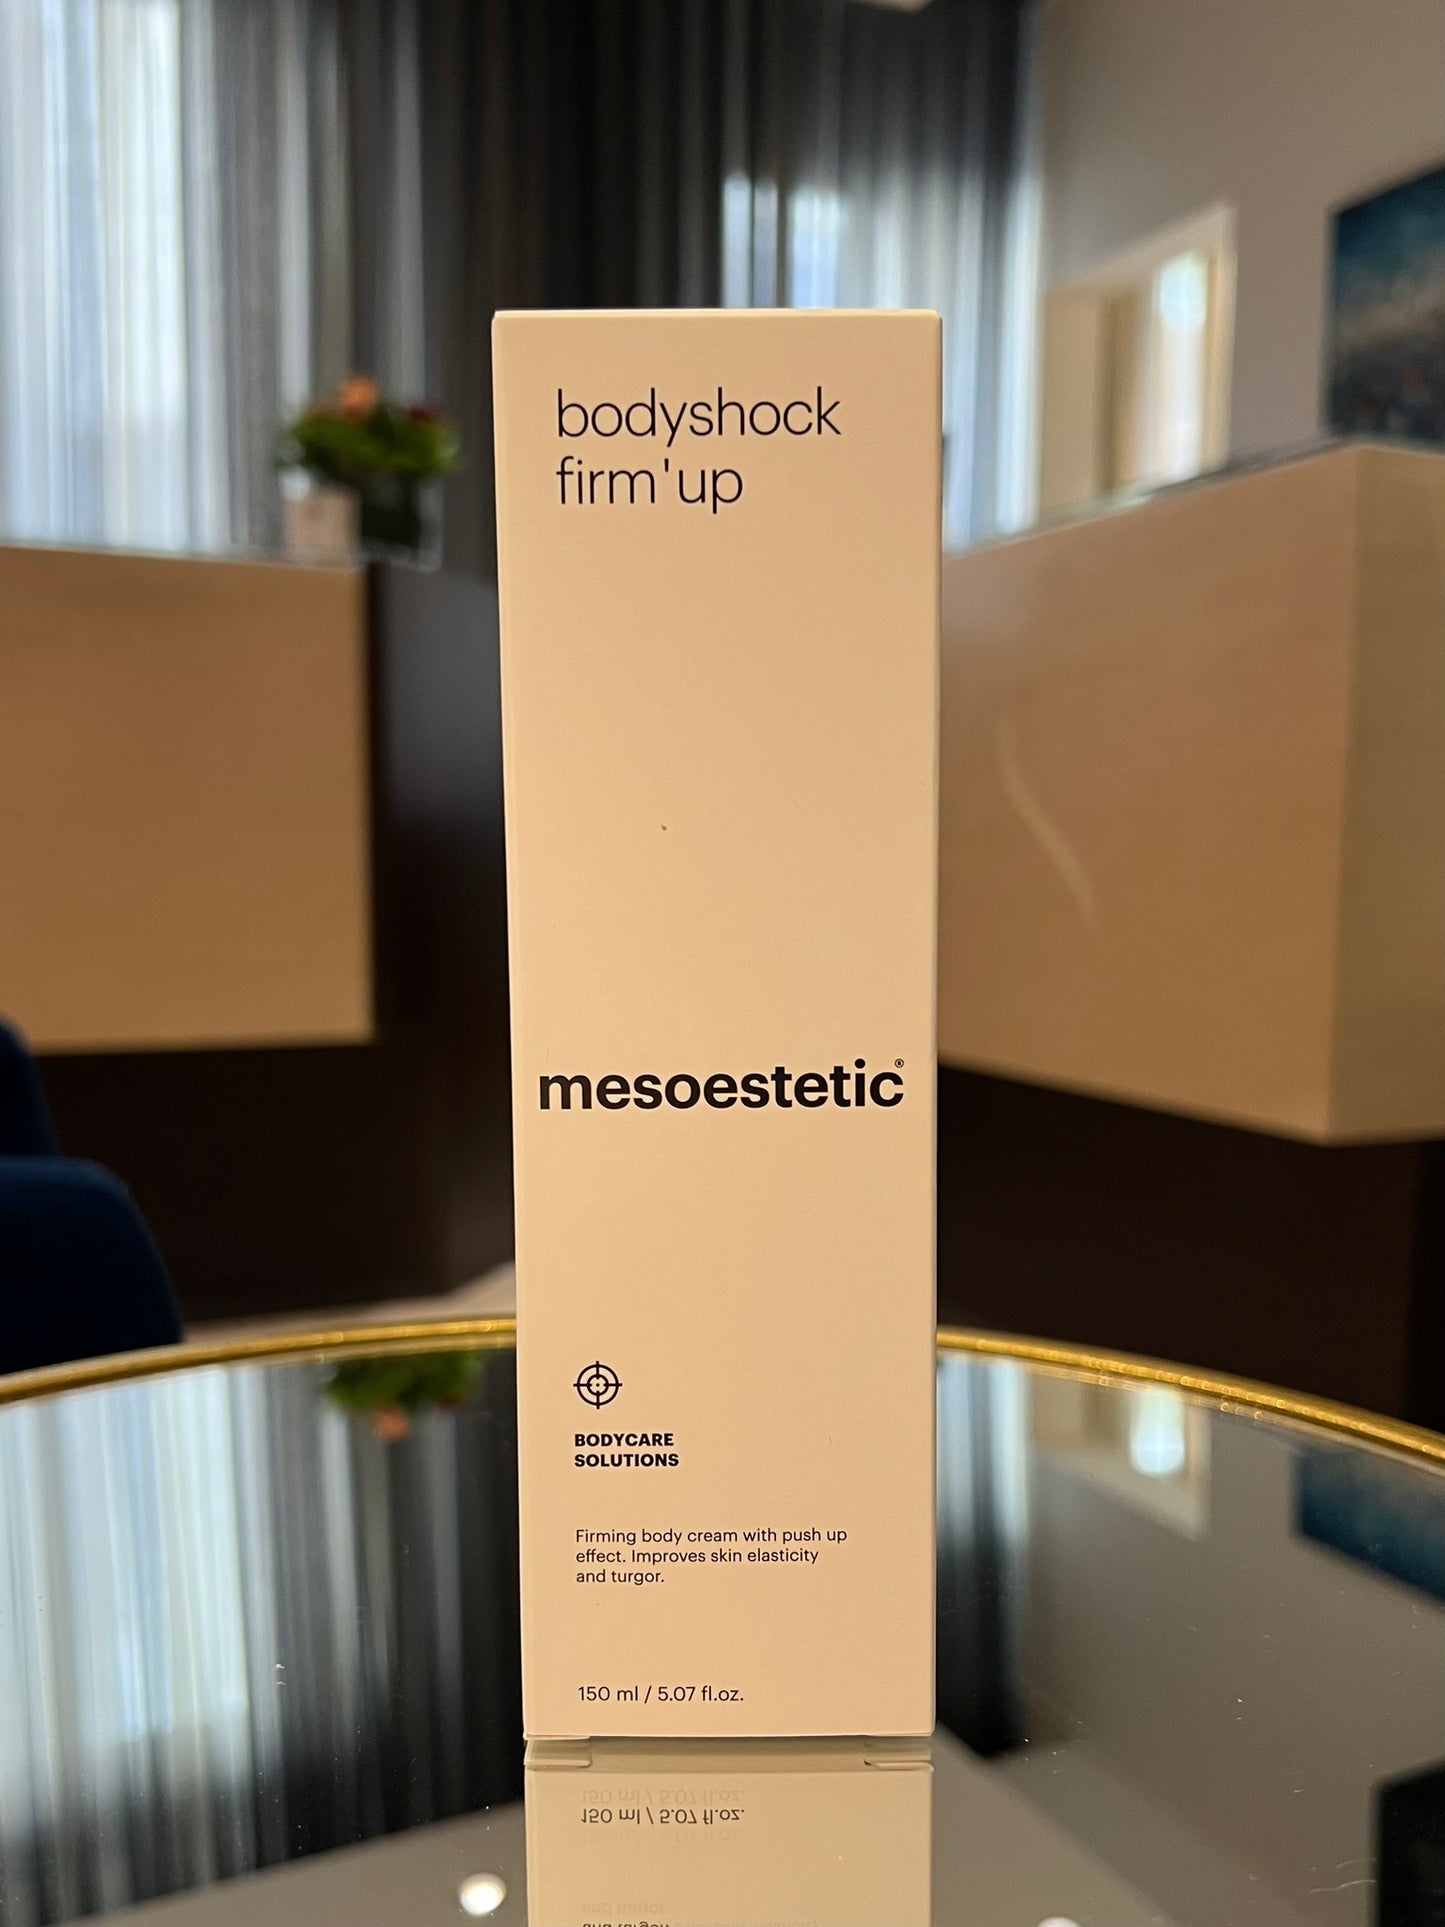 bodyshock
firm'up
mesoestetic®
BODYCARE
SOLUTIONS
Firming body cream with push up
effect. Improves skin elasticity
and turgor.
150 ml / 5.07 fl.oz.